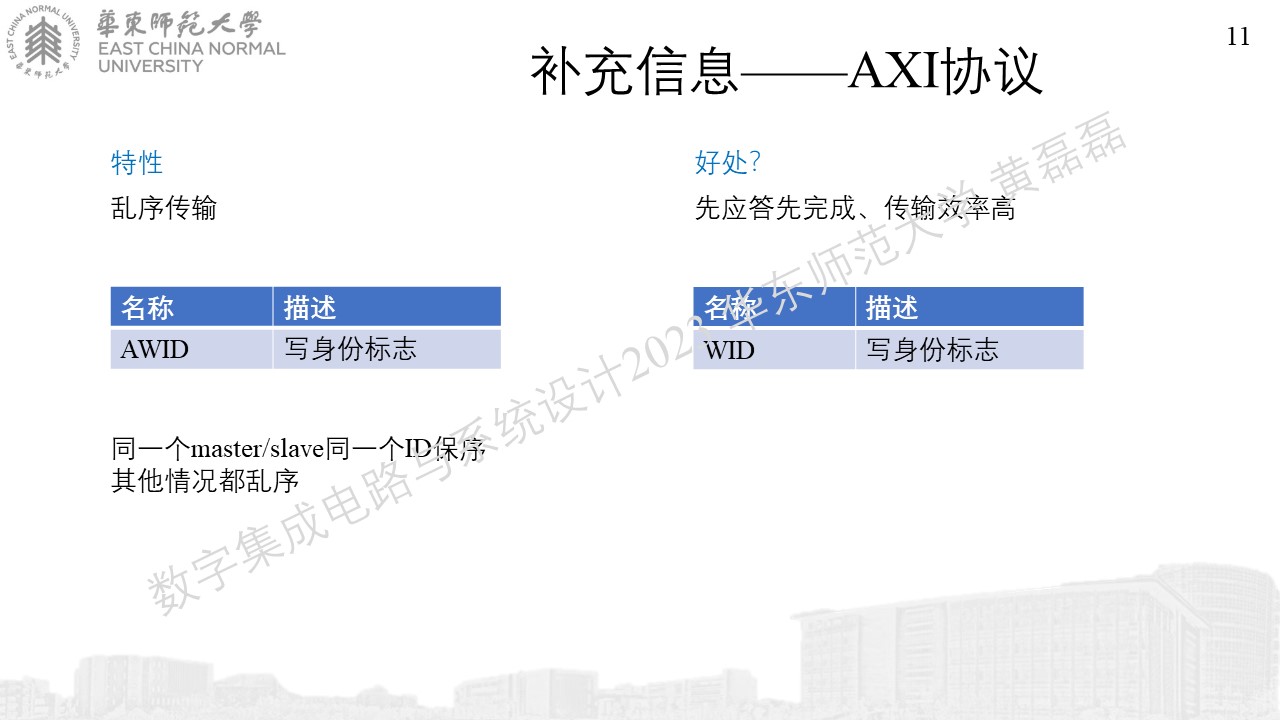 華東師範大學
EAST CHINA NORMAL
UNIVERSITY
EAST CHINA NORMAL UNIVERSITY
華東师范大学
11
补充信息——AXI协议
特性
乱序传输
好处？
先应答先完成、传输效率高
名称 描述
AWID 写身份标志
名称 描述
WID 写身份标志
同一个master/slave同一个ID保序
其他情况都乱序
数字集成电路与系统设计2023 华东师范大学 黄磊磊